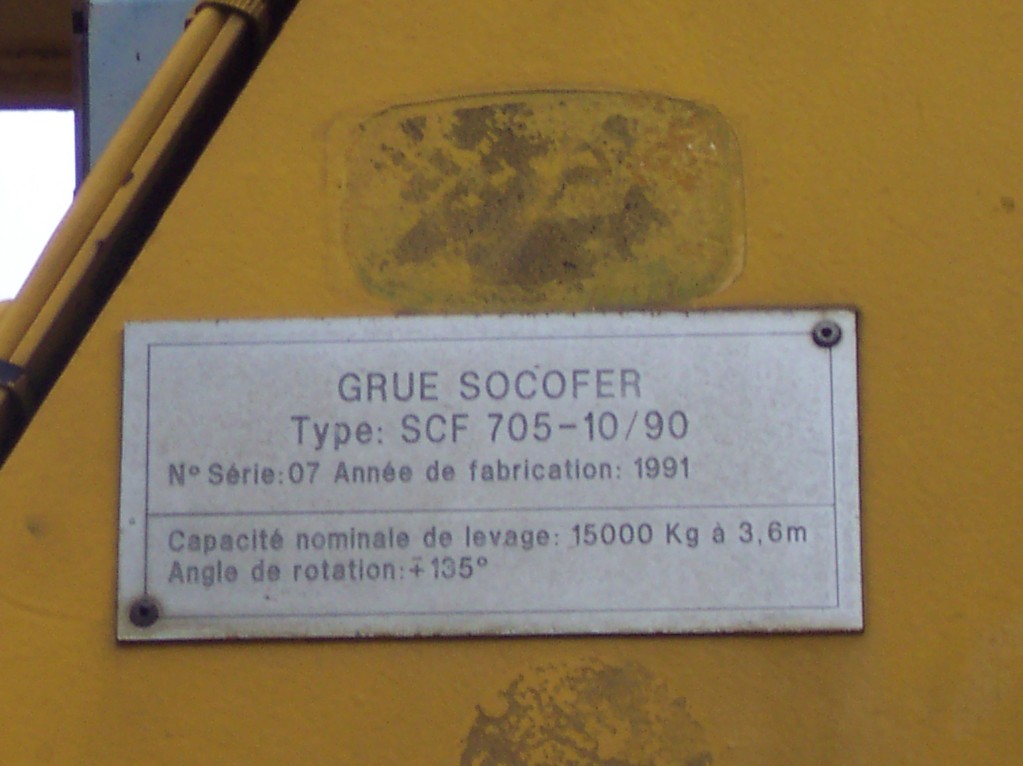 GRUE SOCOFER
Type: SCF 705-10/90
N° Série: 07 Année de fabrication: 1991
Capacité nominale de levage: 15000 Kg à 3,6m
Angle de rotation: ∓135°